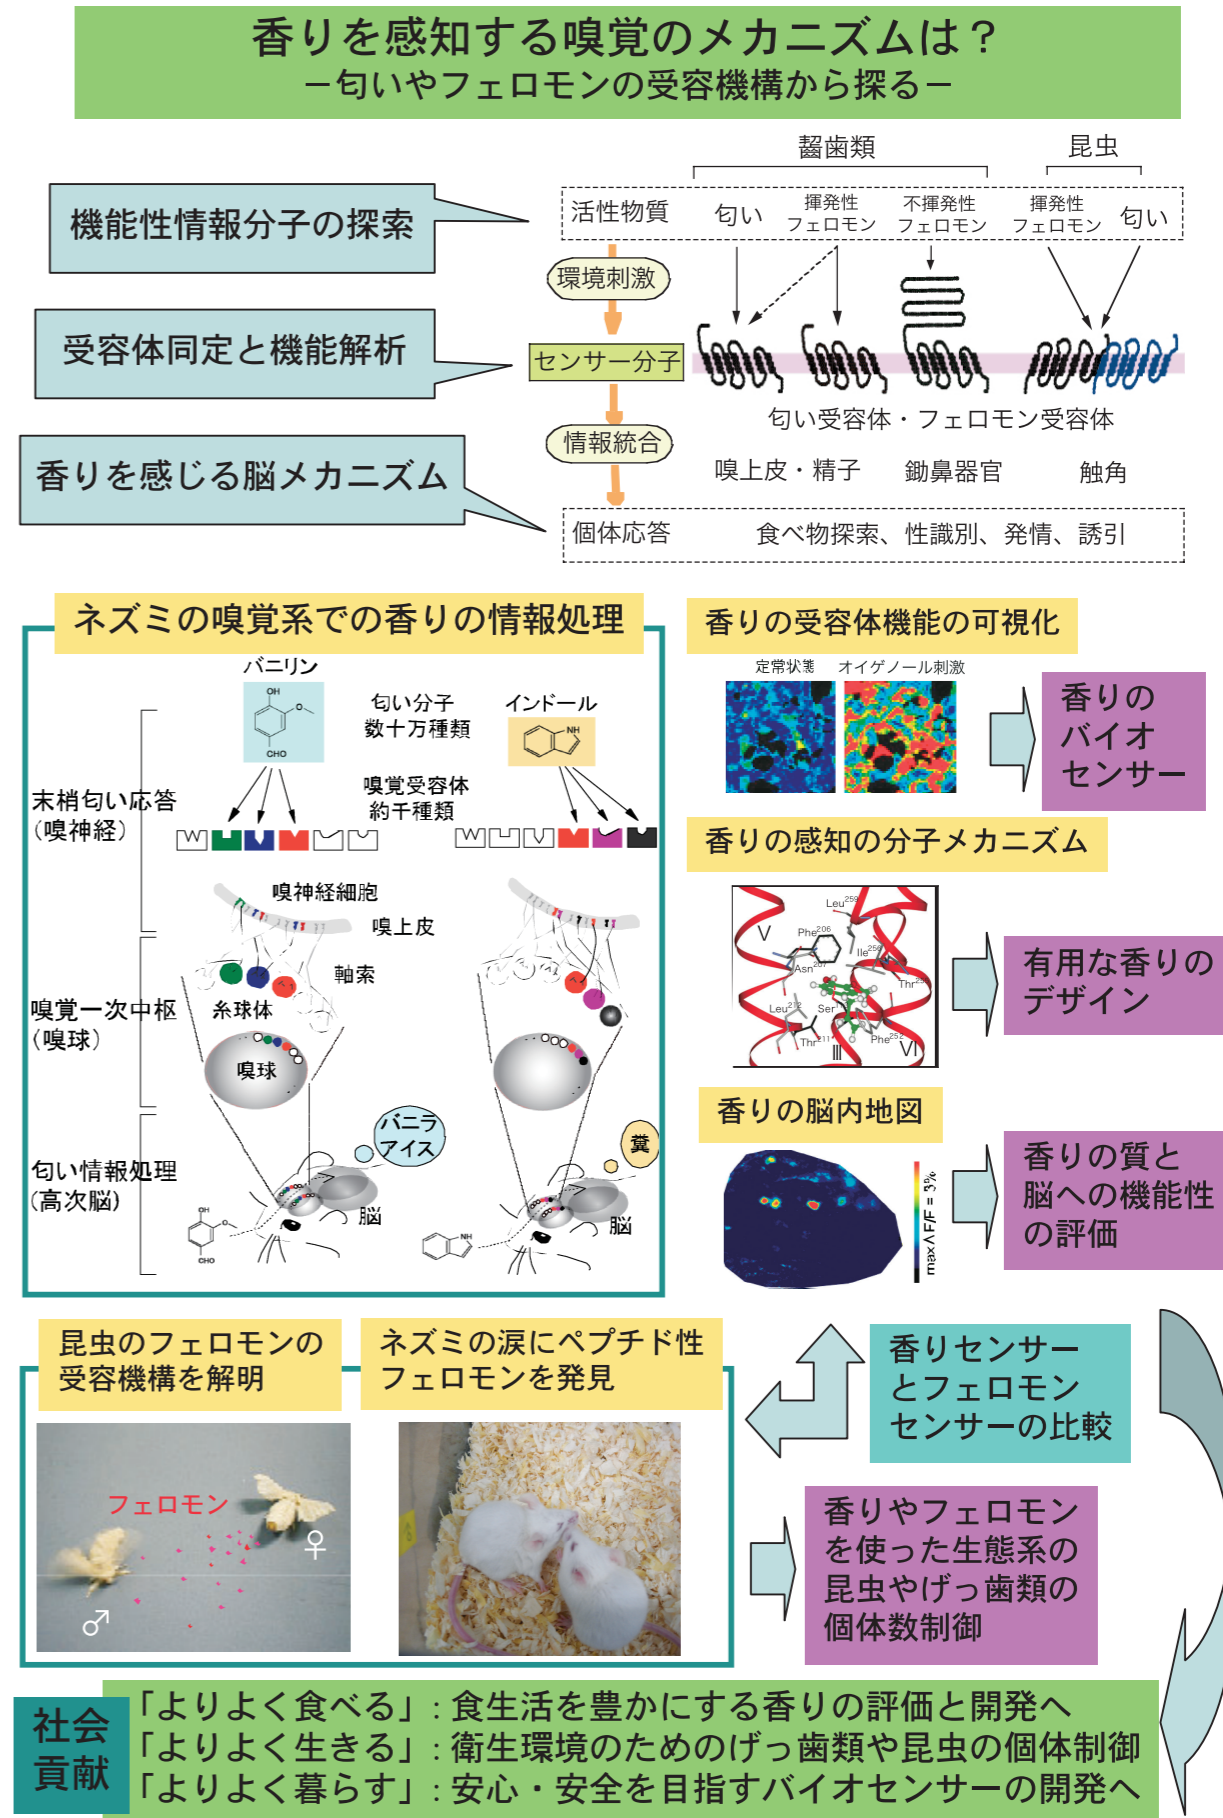 香りを感知する嗅覚のメカニズムは？
－匂いやフェロモンの受容機構から探る－
齧歯類
昆虫
機能性情報分子の探索
活性物質
匂い
揮発性
フェロモン
不揮発性
フェロモン
揮発性
フェロモン
匂い
環境刺激
受容体同定と機能解析
センサー分子
匂い受容体・フェロモン受容体
情報統合
香りを感じる脳メカニズム
嗅上皮・精子
鋤鼻器官
触角
個体応答
食べ物探索、性識別、発情、誘引
ネズミの嗅覚系での香りの情報処理
バニリン
OH
O
CHO
匂い分子
数十万種類
インドール
NH
嗅覚受容体
約千種類
末梢匂い応答
(嗅神経)
嗅神経細胞
嗅上皮
軸索
糸球体
嗅覚一次中枢
(嗅球)
嗅球
バニラ
アイス
糞
匂い情報処理
(高次脳)
脳
脳
OH
O
CHO
NH
香りの受容体機能の可視化
定常状態
オイゲノール刺激
香りの
バイオ
センサー
香りの感知の分子メカニズム
Leu259
V
Phe206
Ile256
Asn207
Leu212
Thr211
III
Phe252
VI
有用な香りの
デザイン
香りの脳内地図
max Δ F/F = 3%
香りの質と
脳への機能性
の評価
昆虫のフェロモンの
受容機構を解明
フェロモン
♀
♂
ネズミの涙にペプチド性
フェロモンを発見
香りセンサー
とフェロモン
センサーの比較
香りやフェロモン
を使った生態系の
昆虫やげっ歯類の
個体数制御
社会
貢献
「よりよく食べる」: 食生活を豊かにする香りの評価と開発へ
「よりよく生きる」: 衛生環境のためのげっ歯類や昆虫の個体制御
「よりよく暮らす」: 安心・安全を目指すバイオセンサーの開発へ